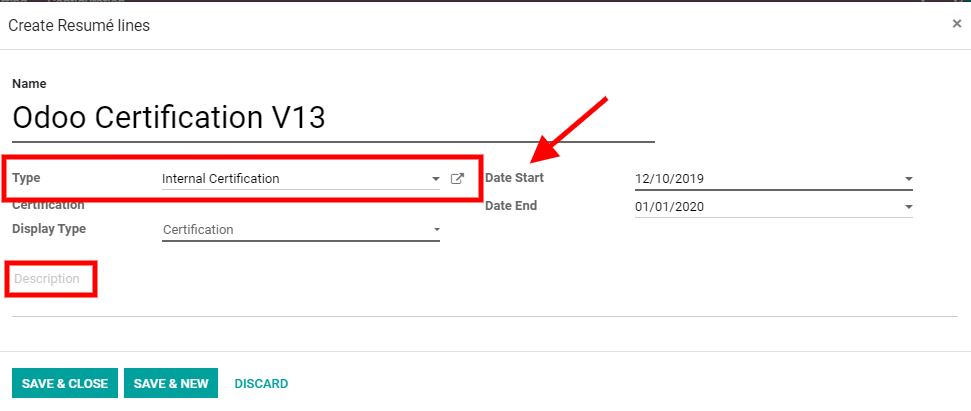 Create Resumé lines
×
Name
Odoo Certification V13
Type Internal Certification
Date Start 12/10/2019
Certification
Date End 01/01/2020
Display Type Certification
Description
SAVE & CLOSE SAVE & NEW DISCARD